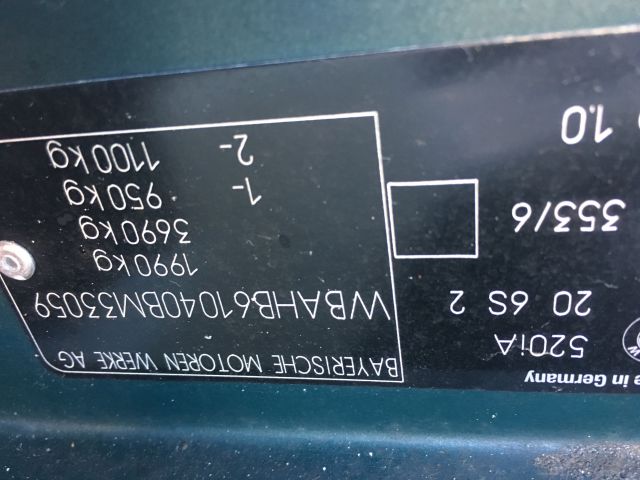 BAYERISCHE MOTOREN WERKE AG
WBAHB61040BM33059
1990 kg
3690 kg
1- 950 kg
2- 1100 kg
in Germany
520iA
20 6S 2
353/6
1.0